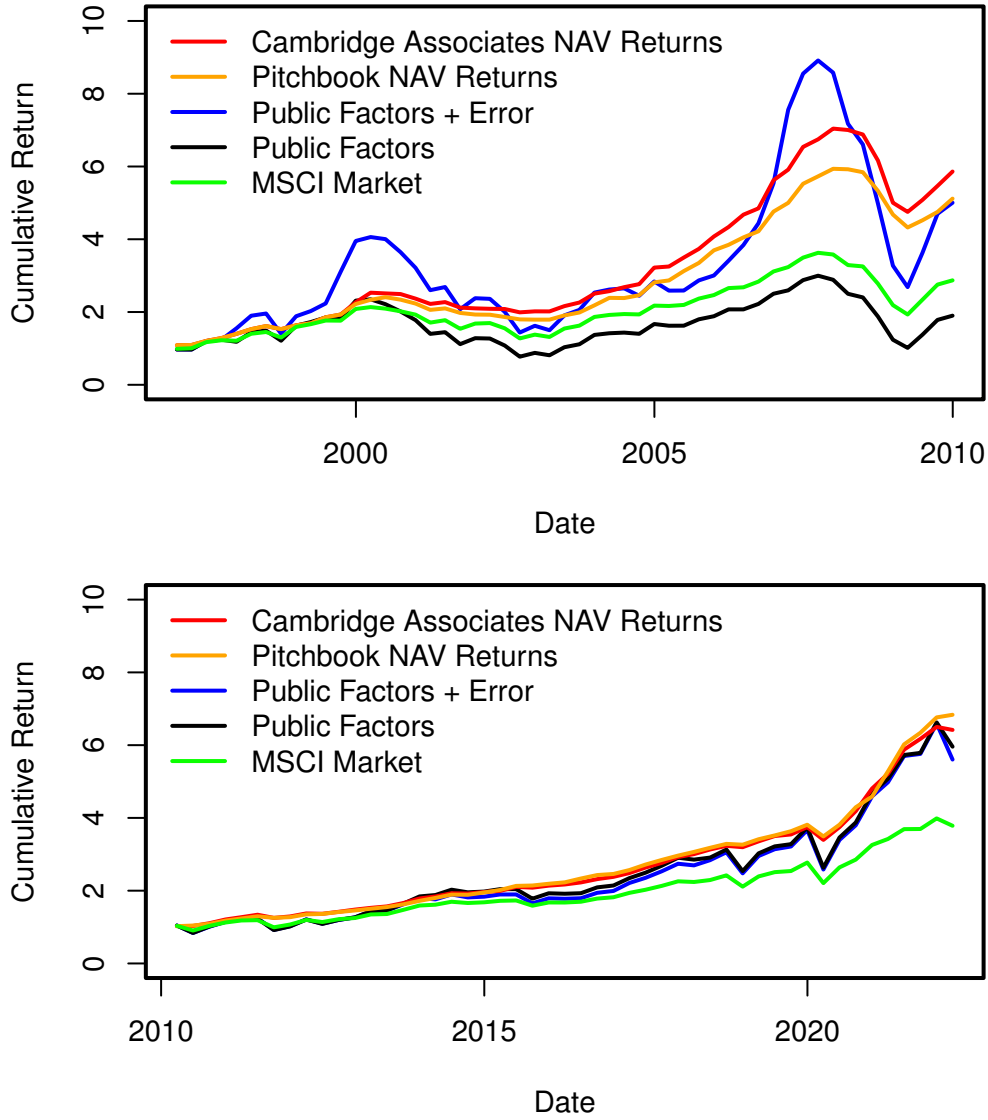 Cumulative Return
10
8
6
4
2
0
Cambridge Associates NAV Returns
Pitchbook NAV Returns
Public Factors + Error
Public Factors
MSCI Market
2000
2005
2010
Date
Cumulative Return
10
8
6
4
2
0
Cambridge Associates NAV Returns
Pitchbook NAV Returns
Public Factors + Error
Public Factors
MSCI Market
2010
2015
2020
Date